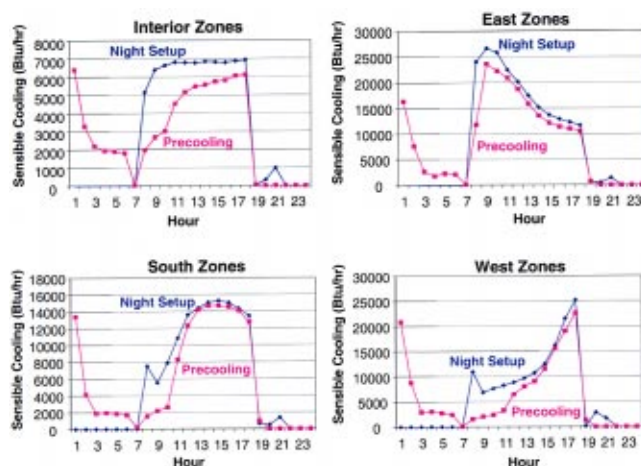 Interior Zones
Sensible Cooling (Btu/hr)
8000
7000
6000
5000
4000
3000
2000
1000
0
Night Setup
Precooling
1 3 5 7 9 11 13 15 17 19 21 23
Hour
East Zones
Sensible Cooling (Btu/hr)
30000
25000
20000
15000
10000
5000
0
Night Setup
Precooling
1 3 5 7 9 11 13 15 17 19 21 23
Hour
South Zones
Sensible Cooling (Btu/hr)
18000
16000
14000
12000
10000
8000
6000
4000
2000
0
Night Setup
Precooling
1 3 5 7 9 11 13 15 17 19 21 23
Hour
West Zones
Sensible Cooling (Btu/hr)
30000
25000
20000
15000
10000
5000
0
Night Setup
Precooling
1 3 5 7 9 11 13 15 17 19 21 23
Hour